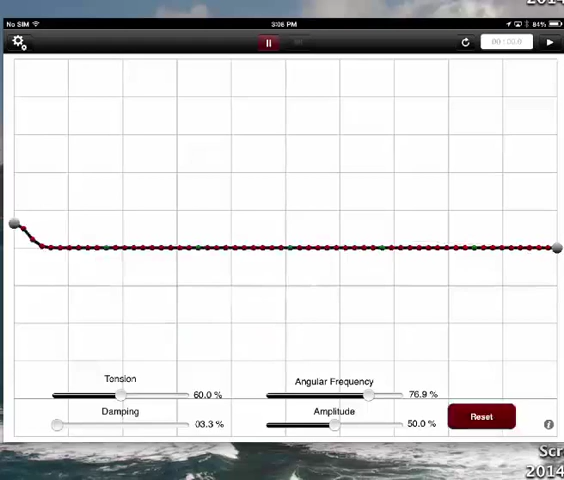 2014
No SIM
3:06 PM
84%
00 : 00.0
Tension
60.0 %
Angular Frequency
76.9 %
Damping
03.3 %
Amplitude
50.0 %
Reset
i
Scr
2014